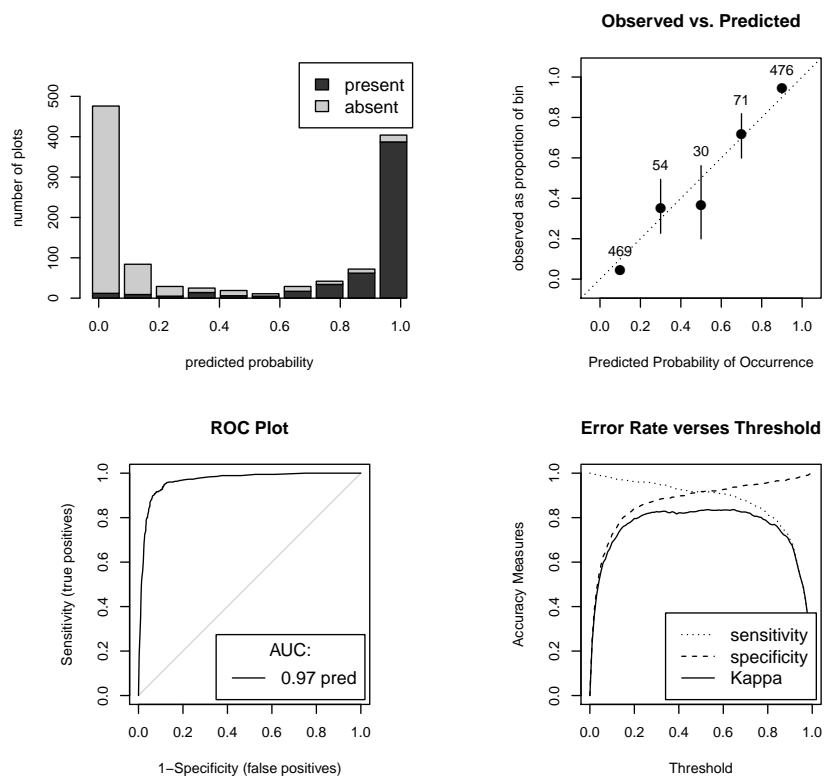 present
absent
number of plots
0
100
200
300
400
500
0.0 0.2 0.4 0.6 0.8 1.0
predicted probability
Observed vs. Predicted
469
54
30
71
476
observed as proportion of bin
0.0
0.2
0.4
0.6
0.8
1.0
0.0 0.2 0.4 0.6 0.8 1.0
Predicted Probability of Occurrence
ROC Plot
Sensitivity (true positives)
0.0
0.2
0.4
0.6
0.8
1.0
AUC:
0.97 pred
0.0 0.2 0.4 0.6 0.8 1.0
1−Specificity (false positives)
Error Rate verses Threshold
Accuracy Measures
0.0
0.2
0.4
0.6
0.8
1.0
sensitivity
specificity
Kappa
0.0 0.2 0.4 0.6 0.8 1.0
Threshold